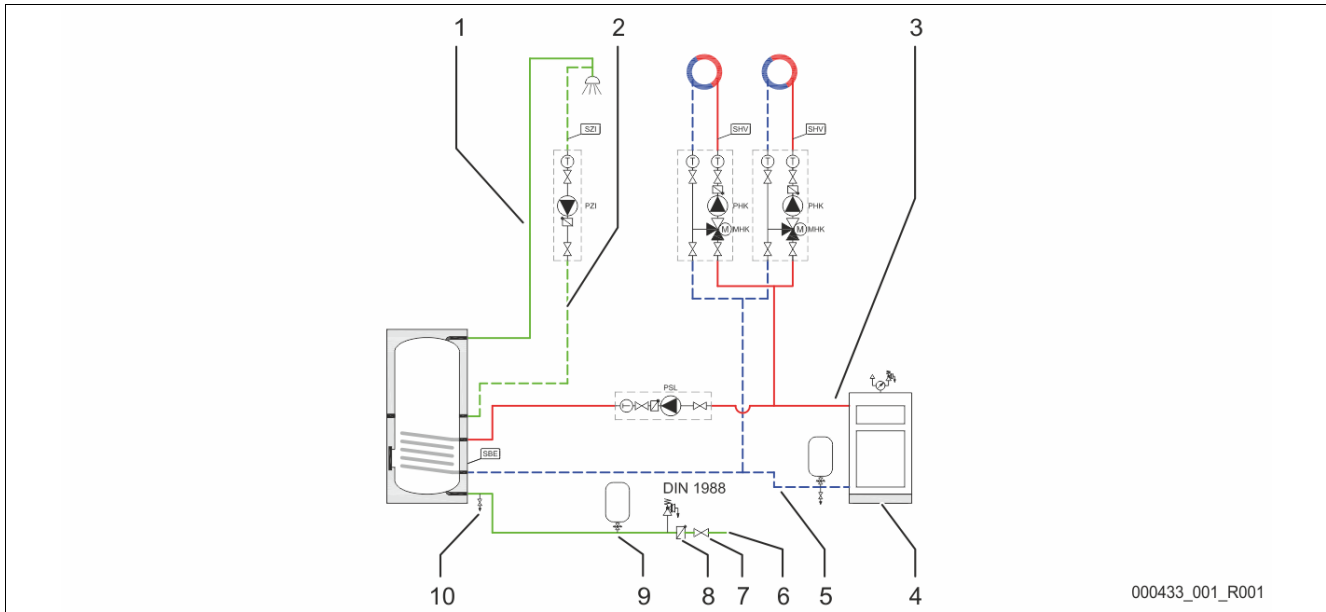 1 2 3
SZI SHV SHV
T T T T T
PZI PHK PHK
M MHK M MHK
PSL
T
SBE
DIN 1988
10 9 8 7 6 5 4
000433_001_R001